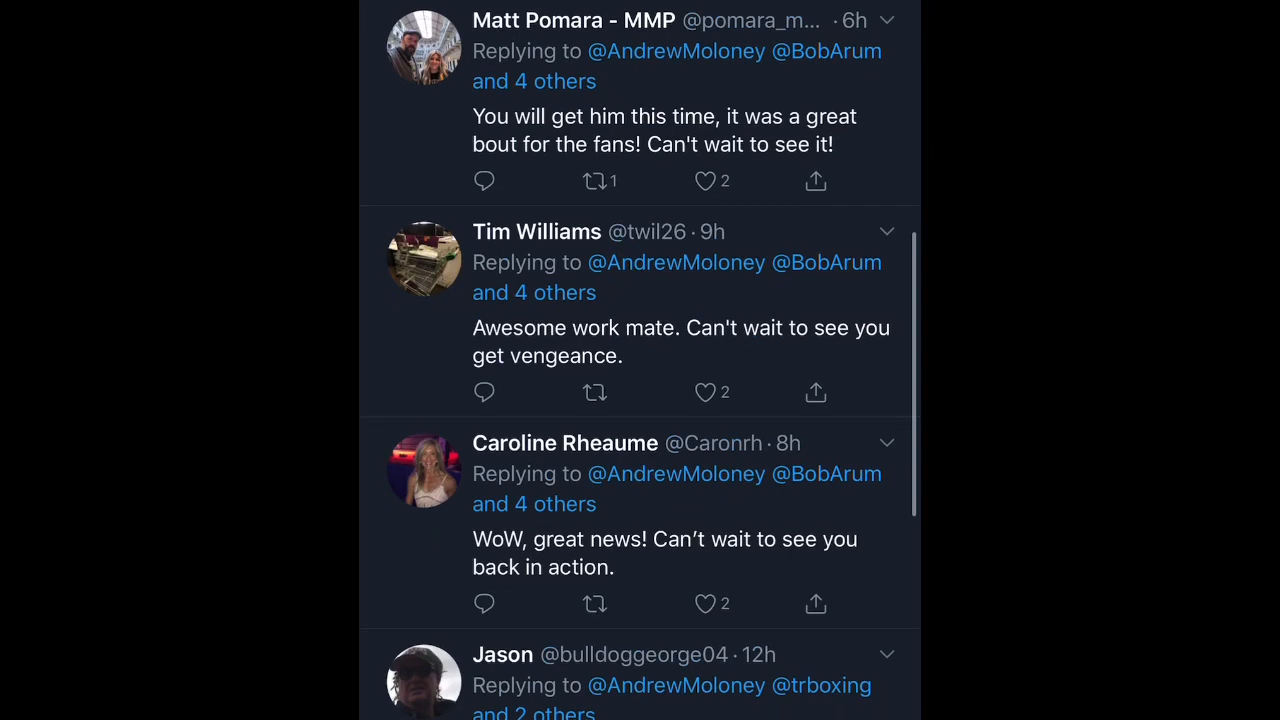 Matt Pomara - MMP @pomara_m... · 6h
Replying to @AndrewMoloney @BobArum
and 4 others
You will get him this time, it was a great
bout for the fans! Can't wait to see it!
1 2
Tim Williams @twil26 · 9h
Replying to @AndrewMoloney @BobArum
and 4 others
Awesome work mate. Can't wait to see you
get vengeance.
2
Caroline Rheaume @Caronrh · 8h
Replying to @AndrewMoloney @BobArum
and 4 others
WoW, great news! Can’t wait to see you
back in action.
2
Jason @bulldoggeorge04 · 12h
Replying to @AndrewMoloney @trboxing
and 2 others